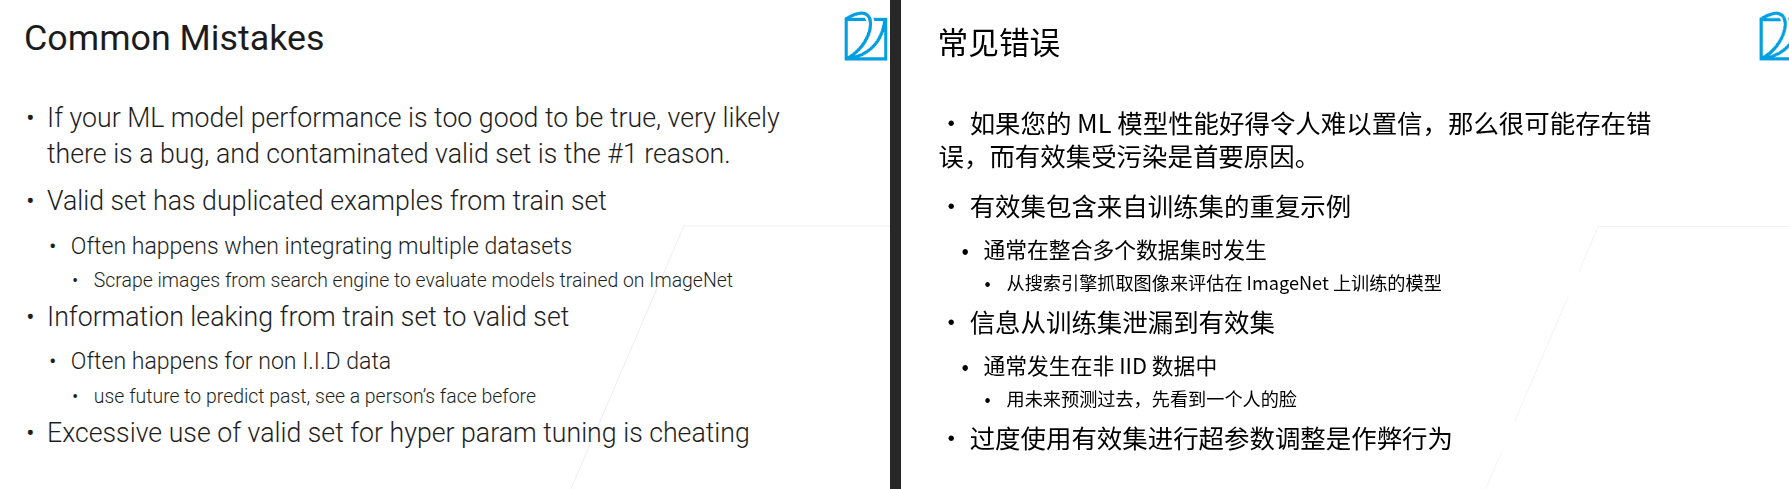 Common Mistakes
• If your ML model performance is too good to be true, very likely
there is a bug, and contaminated valid set is the #1 reason.
• Valid set has duplicated examples from train set
• Often happens when integrating multiple datasets
• Scrape images from search engine to evaluate models trained on ImageNet
• Information leaking from train set to valid set
• Often happens for non I.I.D data
• use future to predict past, see a person’s face before
• Excessive use of valid set for hyper param tuning is cheating
常见错误
• 如果您的 ML 模型性能好得令人难以置信，那么很可能存在错
误，而有效集受污染是首要原因。
• 有效集包含来自训练集的重复示例
• 通常在整合多个数据集时发生
• 从搜索引擎抓取图像来评估在 ImageNet 上训练的模型
• 信息从训练集泄漏到有效集
• 通常发生在非 IID 数据中
• 用未来预测过去，先看到一个人的脸
• 过度使用有效集进行超参数调整是作弊行为